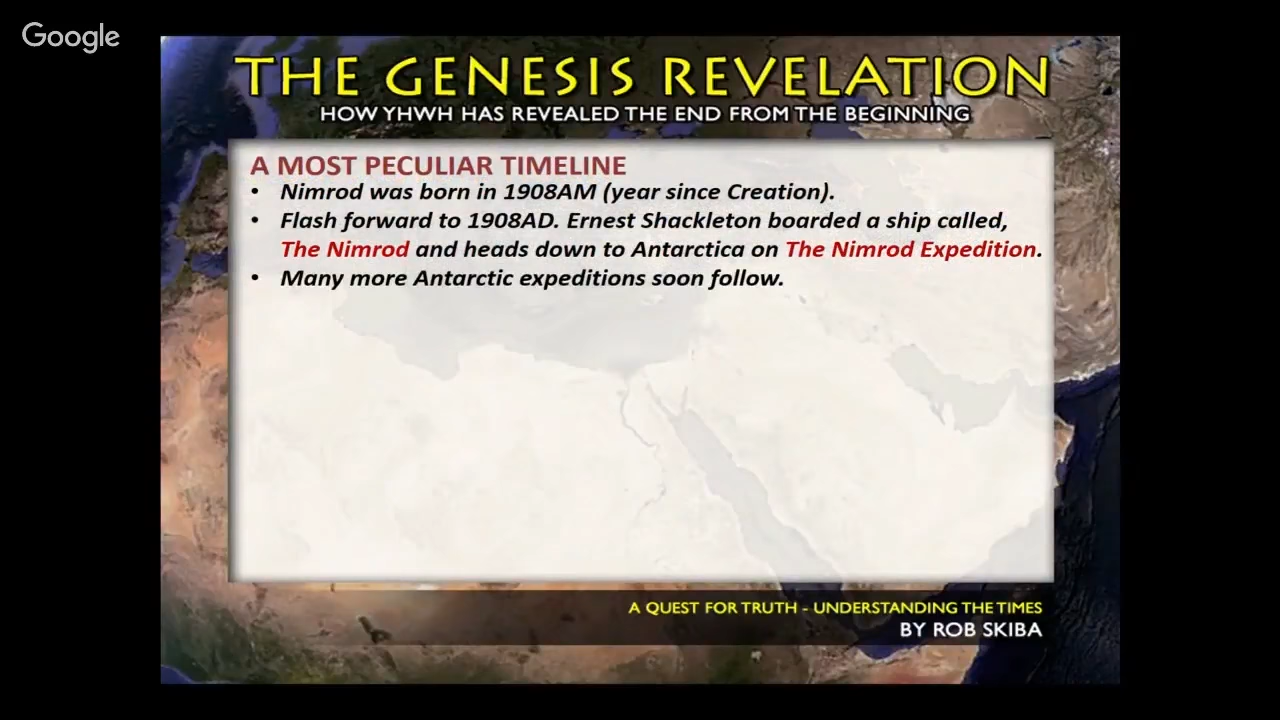 Google
THE GENESIS REVELATION
HOW YHWH HAS REVEALED THE END FROM THE BEGINNING
A MOST PECULIAR TIMELINE
• Nimrod was born in 1908AM (year since Creation).
• Flash forward to 1908AD. Ernest Shackleton boarded a ship called,
The Nimrod and heads down to Antarctica on The Nimrod Expedition.
• Many more Antarctic expeditions soon follow.
A QUEST FOR TRUTH - UNDERSTANDING THE TIMES
BY ROB SKIBA